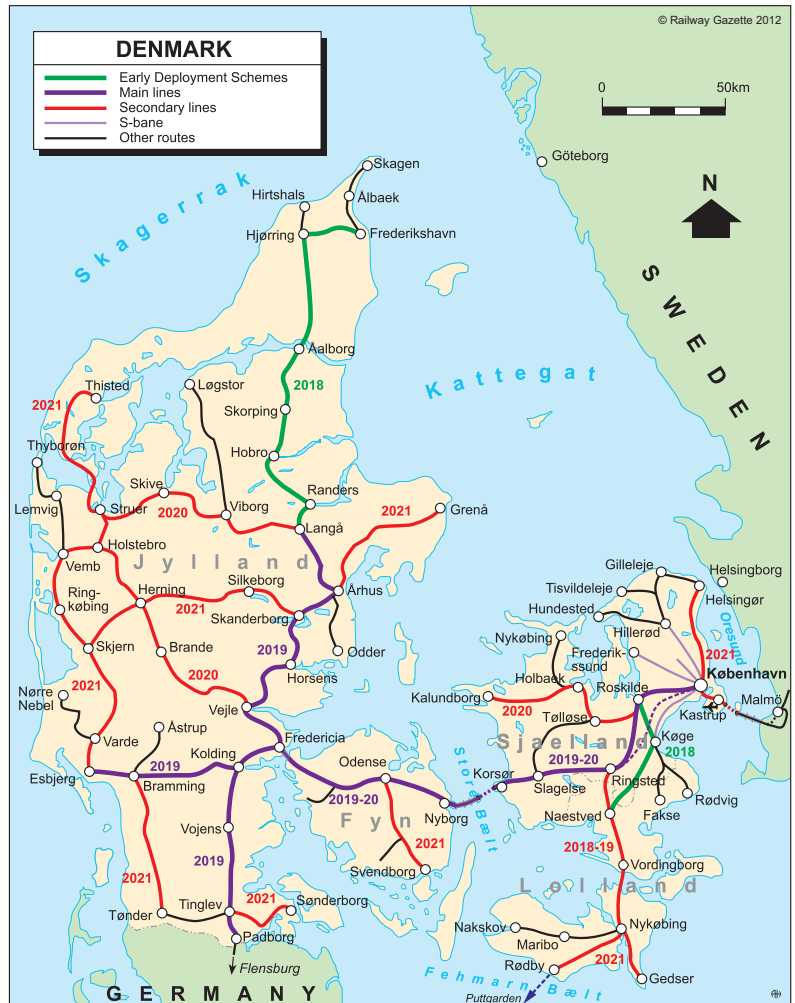 © Railway Gazette 2012
DENMARK
Early Deployment Schemes
Main lines
Secondary lines
S-bane
Other routes
0
50km
Göteborg
N
Skagen
Ålbaek
Hirtshals
Hjørring
Frederikshavn
Skagerrak
SWEDEN
Kattegat
Aalborg
2018
Thisted
2021
Løgstor
Skorping
Thyborøn
Hobro
Skive
Randers
2021
Grenå
Lemvig
Struer
2020
Viborg
Langå
Holstebro
Jylland
Vemb
Ring-
købing
Herning
Silkeborg
2021
Århus
Skanderborg
Gilleleje
Helsingborg
Tisvildeleje
Helsingør
Hundested
Hillerød
Oresund
Nykøbing
Frederik-
ssund
2021
Skjern
Brande
2019
Odder
Horsens
Holbaek
Roskilde
København
Nørre
Nebel
2021
2020
Kalundborg
2020
Tølløse
Kastrup
Malmö
Vejle
Åstrup
Varde
Fredericia
Kolding
Sjaelland
Køge
2018
Esbjerg
2019
Bramming
Odense
Store Bælt
Korsør
2019-20
Ringsted
Slagelse
2019-20
Nyborg
Rødvig
Fakse
Naestved
Fyn
Vojens
2021
2018-19
2019
Svendborg
Vordingborg
2021
Lolland
Tinglev
2021
Sønderborg
Tønder
Nakskov
Nykøbing
Maribo
Padborg
2021
Rødby
Gedser
Flensburg
Fehmarn Bælt
GERMANY
Puttgarden